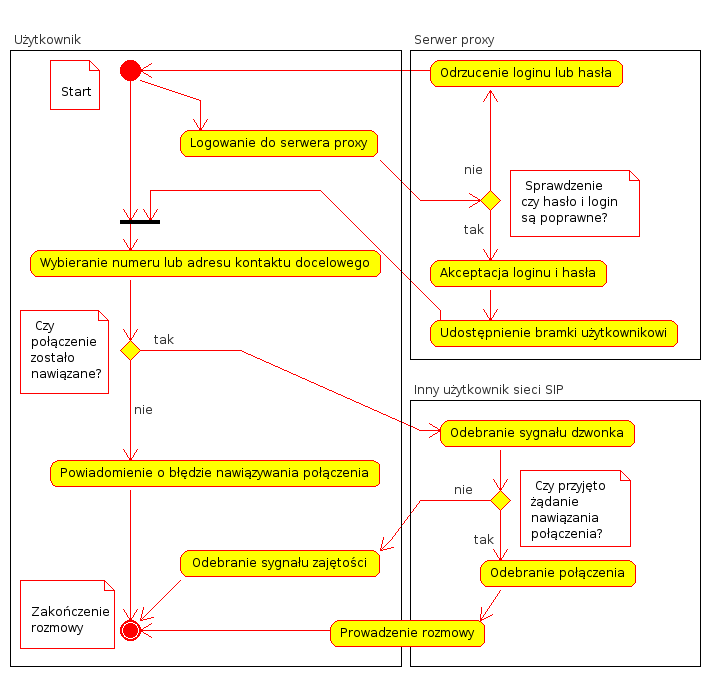 Użytkownik
Serwer proxy
Start
Odrzucenie loginu lub hasła
Logowanie do serwera proxy
nie
Sprawdzenie
czy hasło i login
są poprawne?
tak
Wybieranie numeru lub adresu kontaktu docelowego
Akceptacja loginu i hasła
Udostępnienie bramki użytkownikowi
Czy
połączenie
zostało
nawiązane?
tak
nie
Inny użytkownik sieci SIP
Odebranie sygnału dzwonka
Powiadomienie o błędzie nawiązywania połączenia
nie
Czy przyjęto
żądanie
nawiązania
połączenia?
tak
Odebranie sygnału zajętości
Odebranie połączenia
Zakończenie
rozmowy
Prowadzenie rozmowy